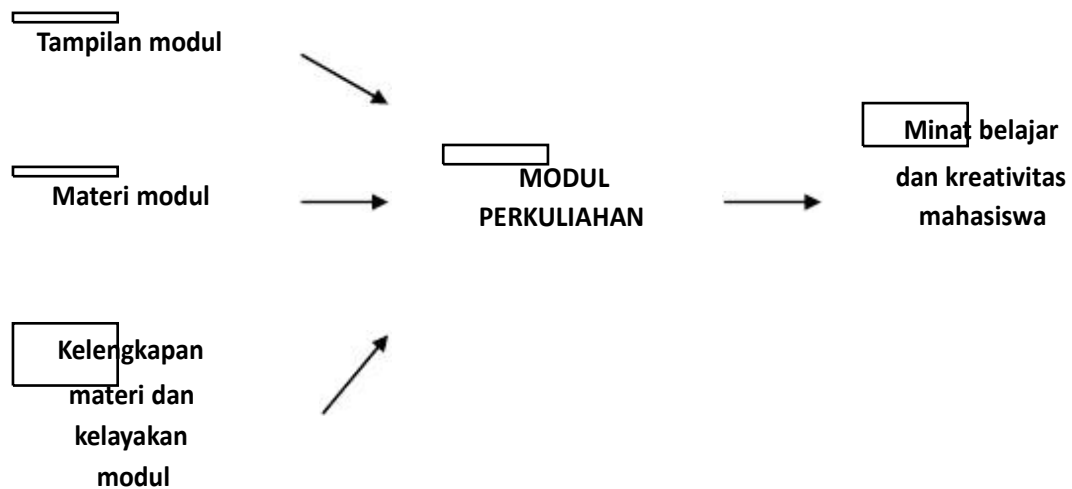 Tampilan modul
Materi modul
Kelengkapan
materi dan
kelayakan
modul
MODUL
PERKULIAHAN
Minat belajar
dan kreativitas
mahasiswa